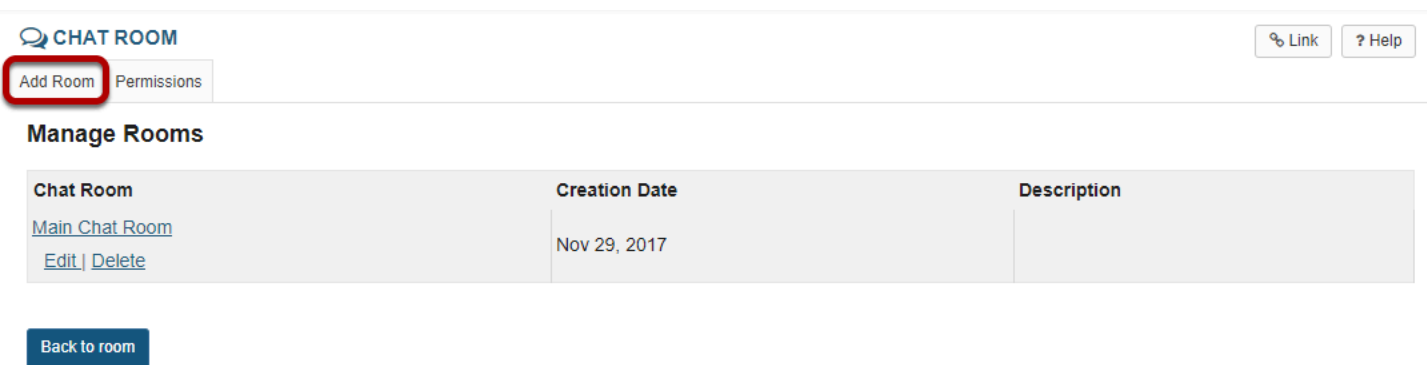 CHAT ROOM
Link ? Help
Add Room Permissions
Manage Rooms
Chat Room Creation Date Description
Main Chat Room
Nov 29, 2017
Edit | Delete
Back to room